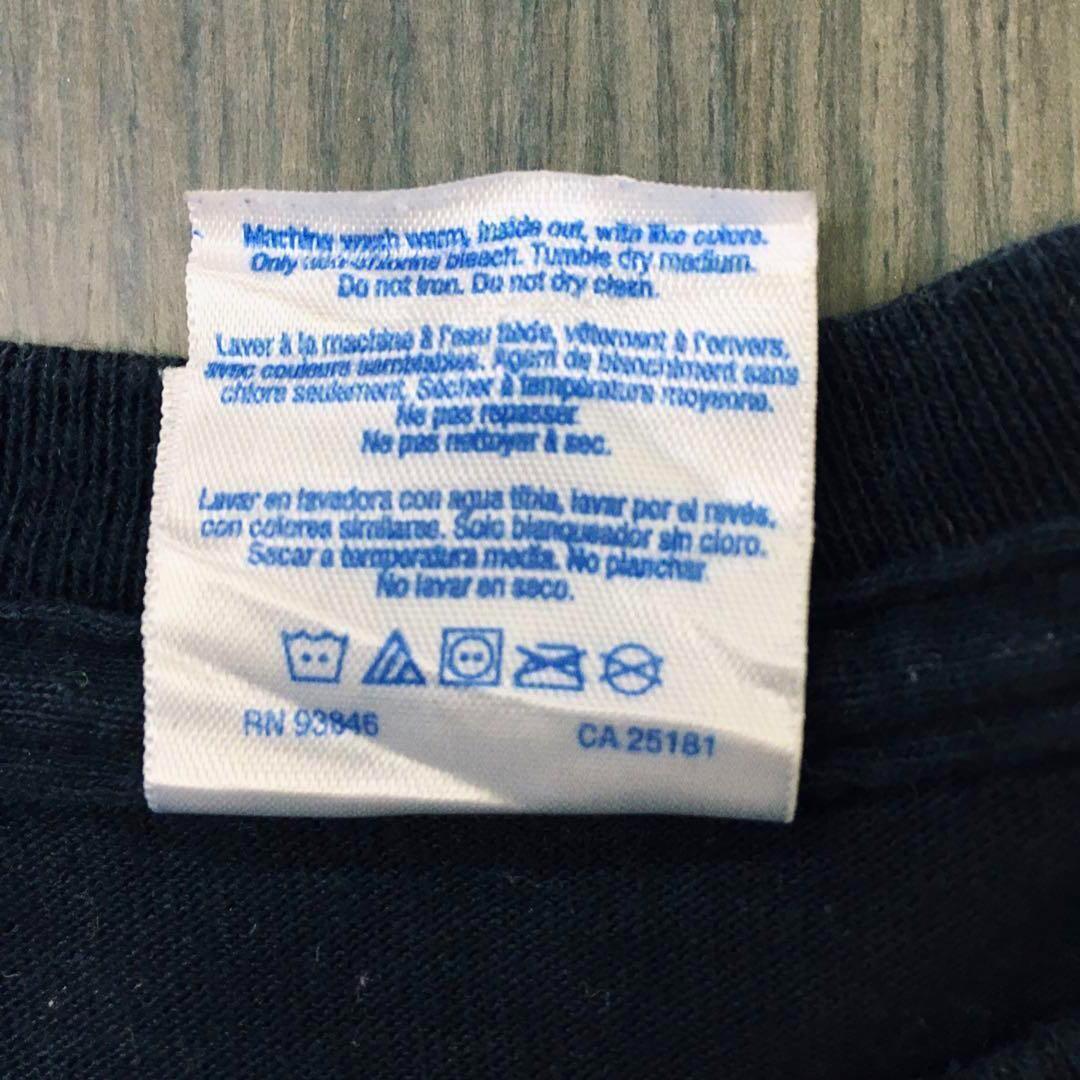 Machine wash warm, inside out, with like colors.
Only non-chlorine bleach. Tumble dry medium.
Do not iron. Do not dry clean.
Laver à la machine à l'eau tiède, vêtement à l'envers,
avec couleurs semblables. Agent de blanchiment sans
chlore seulement. Sécher à température moyenne.
Ne pas repasser.
Ne pas nettoyer à sec.
Lavar en lavadora con agua tibia, lavar por el revés,
con colores similares. Solo blanqueador sin cloro.
Secar a temperatura media. No planchar.
No lavar en seco.
RN 93846
CA 25181